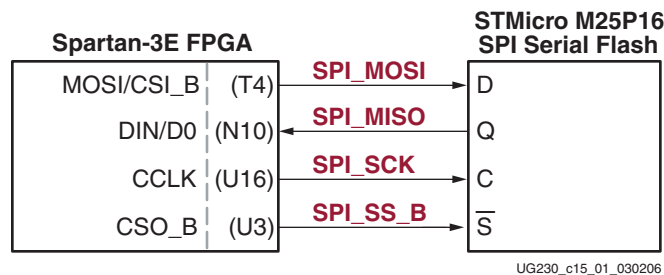 STMicro M25P16
Spartan-3E FPGA SPI Serial Flash
MOSI/CSI_B (T4) SPI_MOSI D
DIN/D0 (N10) SPI_MISO Q
CCLK (U16) SPI_SCK C
CSO_B (U3) SPI_SS_B S̅
UG230_c15_01_030206